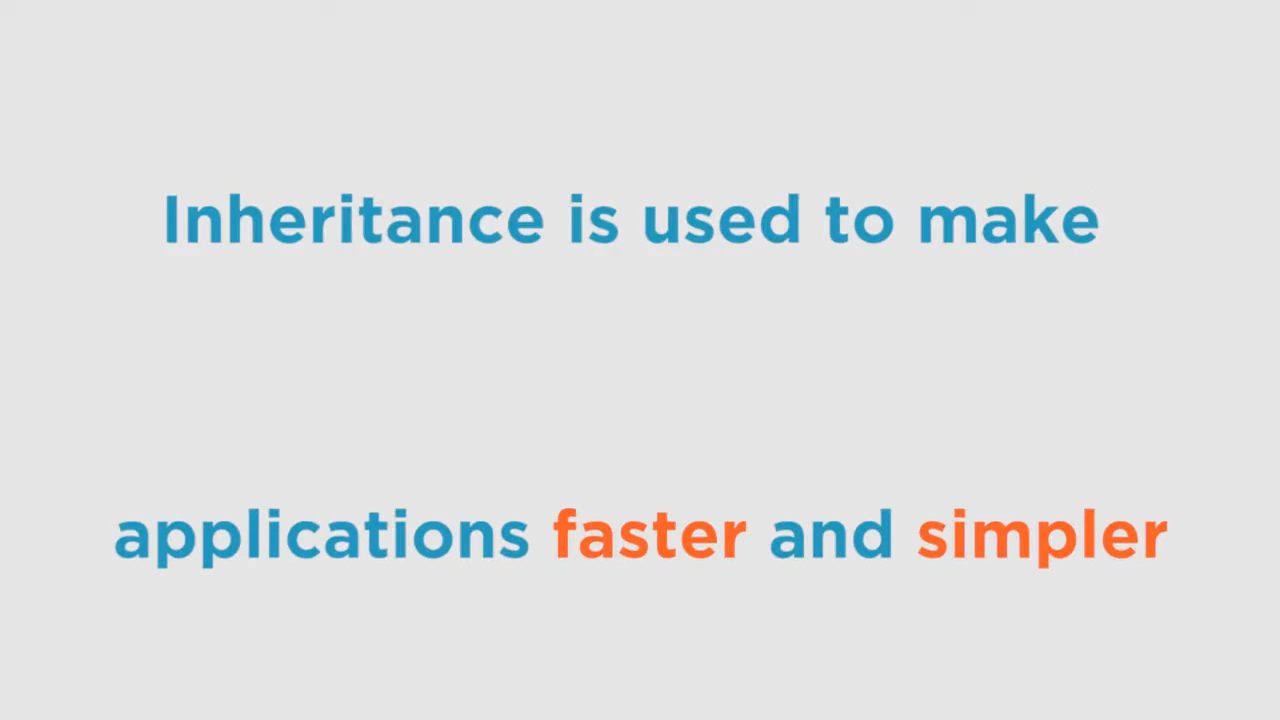 Inheritance is used to make
applications faster and simpler